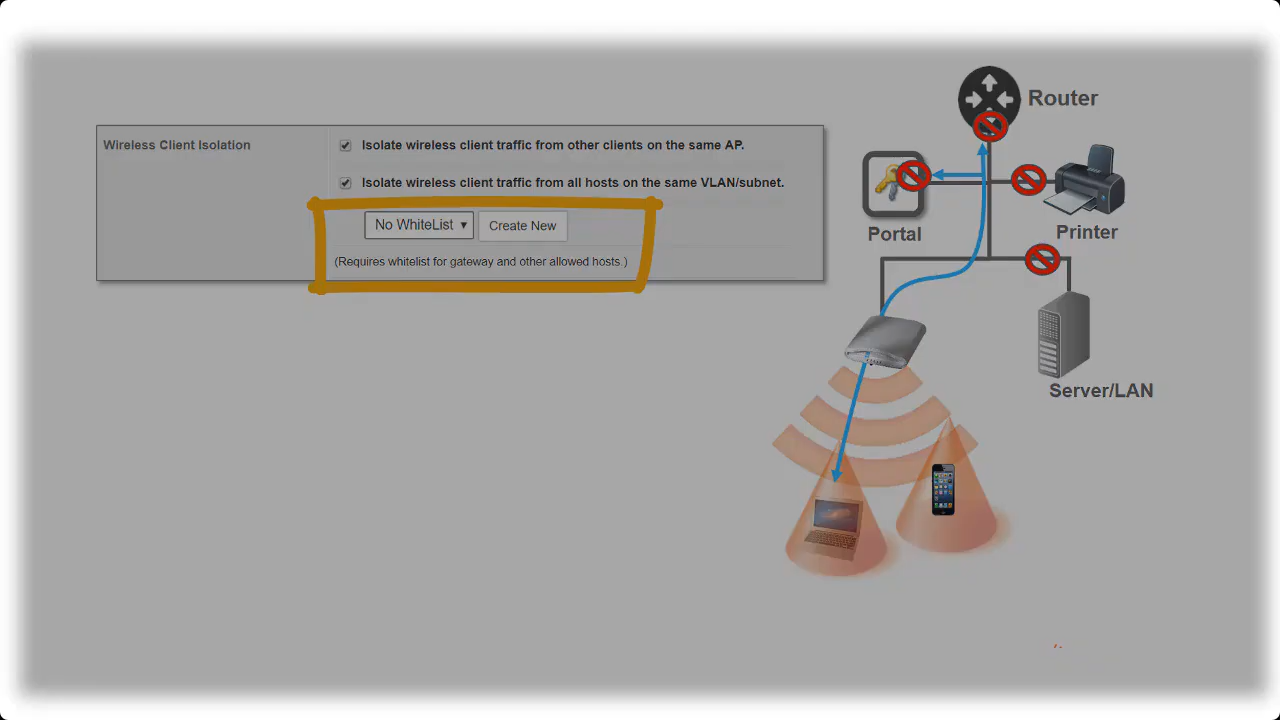 Router
Wireless Client Isolation
Isolate wireless client traffic from other clients on the same AP.
Isolate wireless client traffic from all hosts on the same VLAN/subnet.
No WhiteList
Create New
(Requires whitelist for gateway and other allowed hosts )
Portal
Printer
Server/LAN